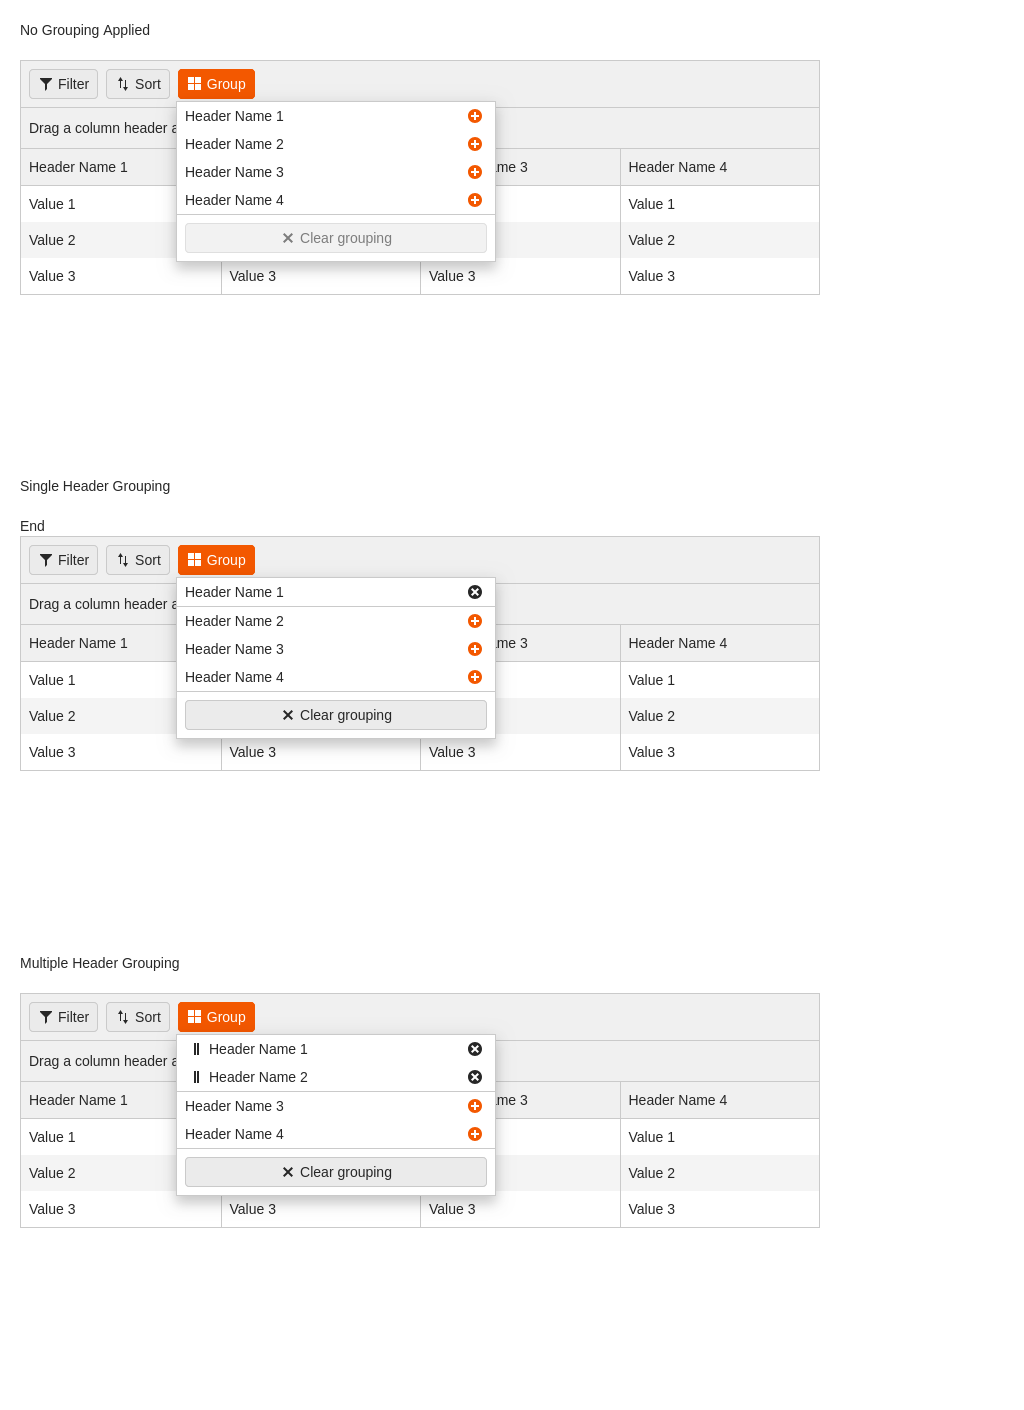 No Grouping Applied
Filter Sort Group
Drag a column header a
Header Name 1
Header Name 2
Header Name 3
Header Name 4
Clear grouping
Header Name 1 me 3 Header Name 4
Value 1 Value 1
Value 2 Value 2
Value 3 Value 3 Value 3 Value 3
Single Header Grouping
End
Filter Sort Group
Drag a column header a
Header Name 1
Header Name 2
Header Name 3
Header Name 4
Clear grouping
Header Name 1 me 3 Header Name 4
Value 1 Value 1
Value 2 Value 2
Value 3 Value 3 Value 3 Value 3
Multiple Header Grouping
Filter Sort Group
Drag a column header a
Header Name 1
Header Name 2
Header Name 3
Header Name 4
Clear grouping
Header Name 1 me 3 Header Name 4
Value 1 Value 1
Value 2 Value 2
Value 3 Value 3 Value 3 Value 3